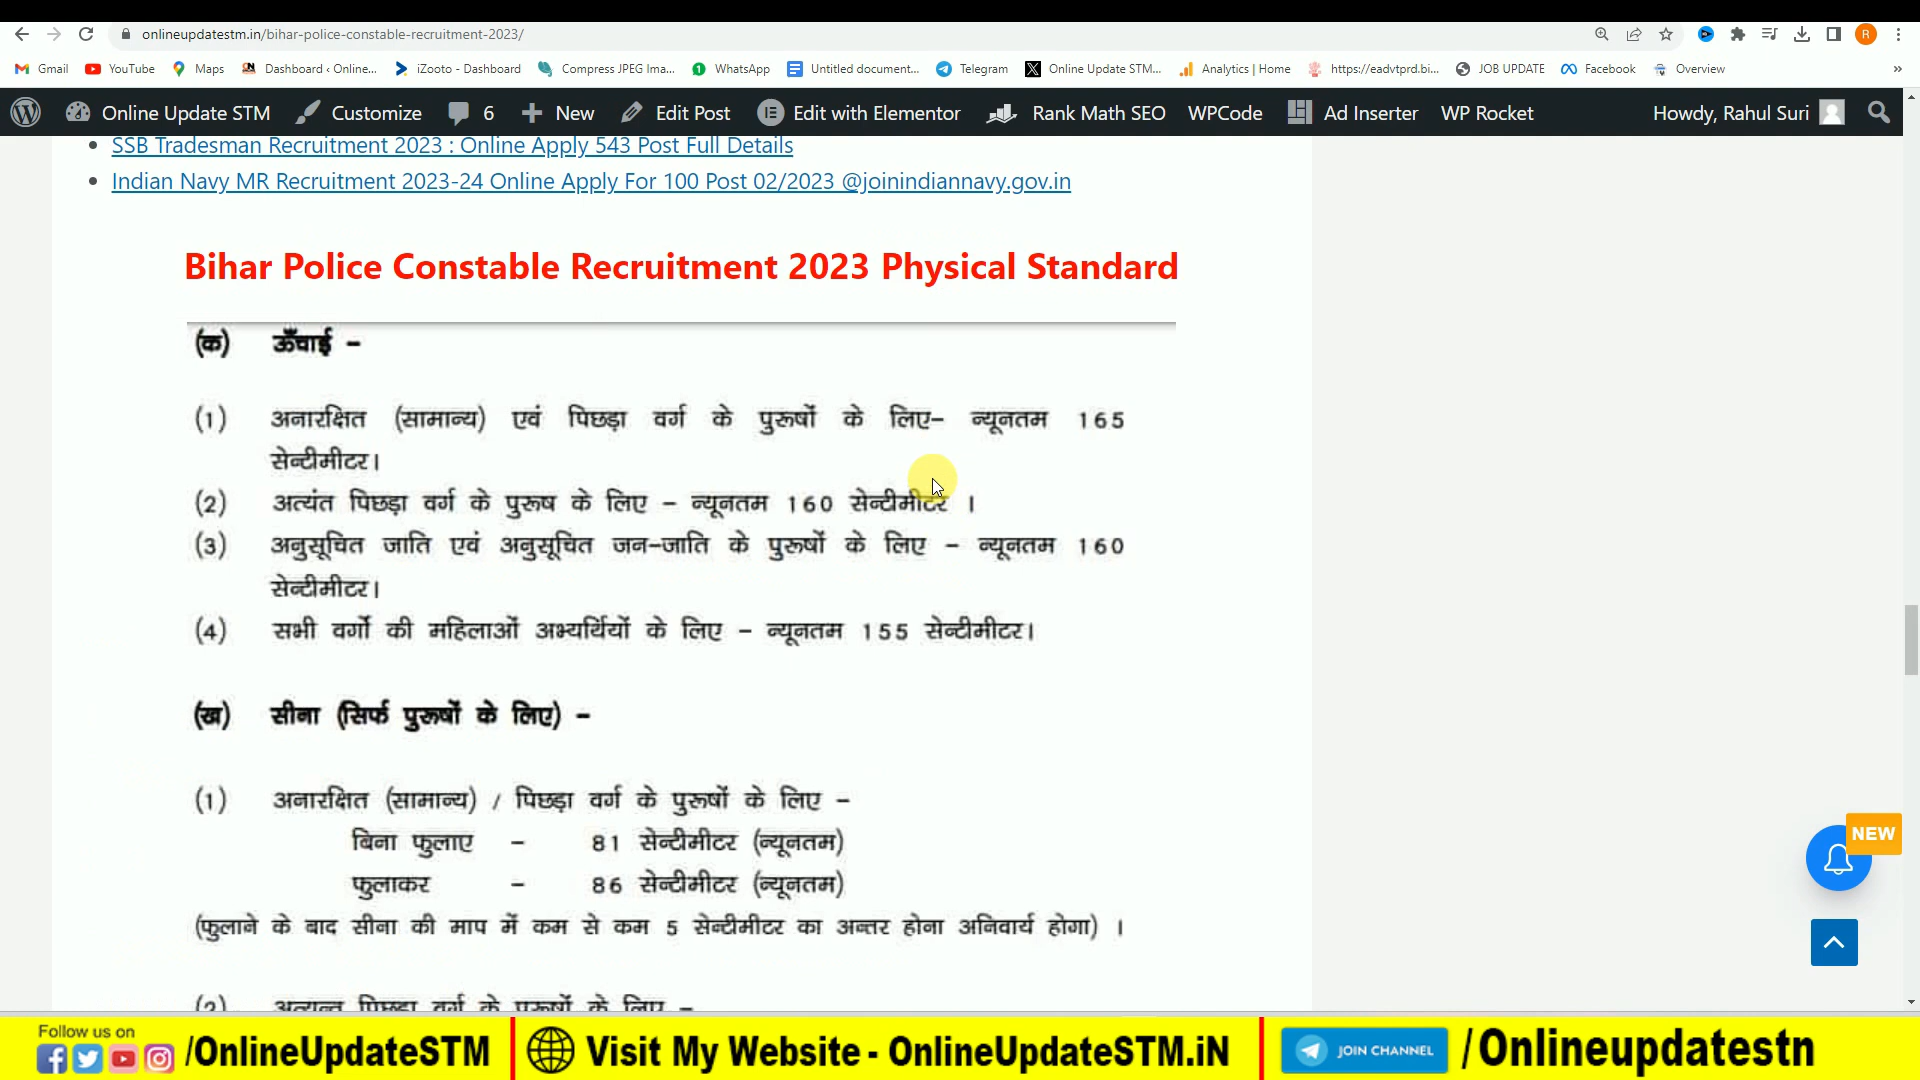 onlineupdatestm.in/bihar-police-constable-recruitment-2023/
R
Gmail YouTube Maps Dashboard ‹ Online... iZooto - Dashboard Compress JPEG Ima... WhatsApp Untitled document... Telegram Online Update STM... Analytics | Home https://eadvtprd.bi... JOB UPDATE Facebook Overview »
Online Update STM Customize 6 New Edit Post Edit with Elementor Rank Math SEO WPCode Ad Inserter WP Rocket Howdy, Rahul Suri
SSB Tradesman Recruitment 2023 : Online Apply 543 Post Full Details
Indian Navy MR Recruitment 2023-24 Online Apply For 100 Post 02/2023 @joinindiannavy.gov.in
Bihar Police Constable Recruitment 2023 Physical Standard
(क) ऊँचाई –
(1) अनारक्षित (सामान्य) एवं पिछड़ा वर्ग के पुरूषों के लिए– न्यूनतम 165
सेन्टीमीटर।
(2) अत्यंत पिछड़ा वर्ग के पुरूष के लिए – न्यूनतम 160 सेन्टीमीटर ।
(3) अनुसूचित जाति एवं अनुसूचित जन–जाति के पुरूषों के लिए – न्यूनतम 160
सेन्टीमीटर।
(4) सभी वर्गो की महिलाओं अभ्यर्थियों के लिए – न्यूनतम 155 सेन्टीमीटर।
(ख) सीना (सिर्फ पुरूषों के लिए) –
(1) अनारक्षित (सामान्य) / पिछड़ा वर्ग के पुरूषों के लिए –
बिना फुलाए – 81 सेन्टीमीटर (न्यूनतम)
फुलाकर – 86 सेन्टीमीटर (न्यूनतम)
(फुलाने के बाद सीना की माप में कम से कम 5 सेन्टीमीटर का अन्तर होना अनिवार्य होगा) ।
(2) अत्यन्त पिछड़ा वर्ग के पुरूषों के लिए –
NEW
Follow us on
/OnlineUpdateSTM
Visit My Website - OnlineUpdateSTM.iN
JOIN CHANNEL
/Onlineupdatestn